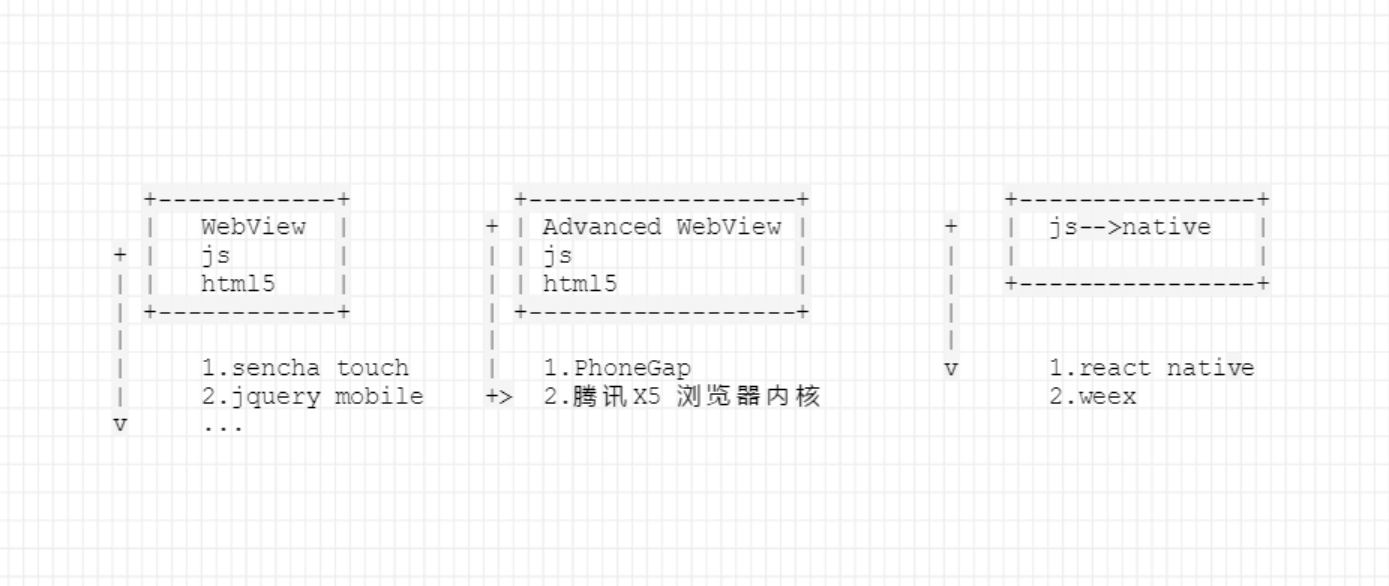 +------------+
|   WebView  |
+ |   js       |
| |   html5    |
| +------------+
|
|     1.sencha touch
|     2.jquery mobile
v     ...
+------------------+
+ | Advanced WebView |
| | js               |
| | html5            |
| +------------------+
|
|   1.PhoneGap
+>  2.腾讯X5 浏览器内核
+----------------+
+   |  js-->native   |
|   |                |
|   +----------------+
|
|
v      1.react native
2.weex